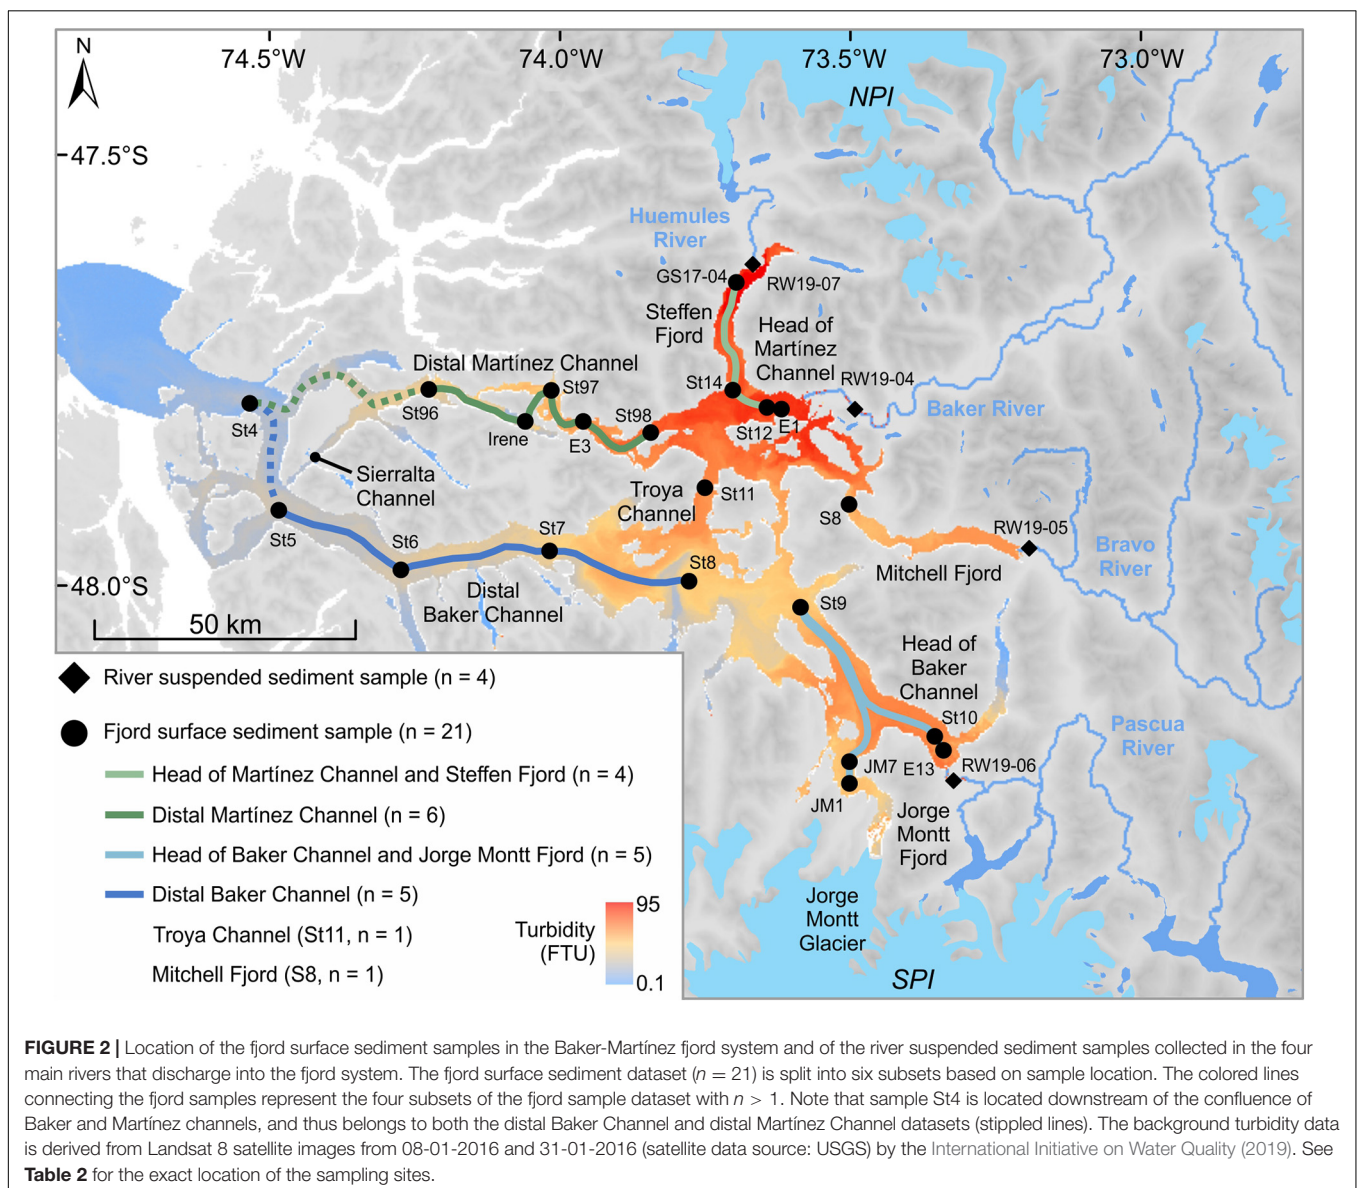 N
74.5°W
74.0°W
73.5°W
73.0°W
NPI
47.5°S
Huemules
River
GS17-04
RW19-07
Steffen
Fjord
Head of
Martínez
Channel
Distal Martínez Channel
St97
St14
RW19-04
Baker River
St4
St96
Irene
E3
St98
St12
E1
Sierralta
Channel
Troya
Channel
St11
S8
RW19-05
Bravo
River
St5
St6
St7
St8
Mitchell Fjord
48.0°S
Distal
Baker Channel
St9
50 km
Head of
Baker
Channel
St10
Pascua
River
JM7
E13
RW19-06
JM1
Jorge
Montt
Fjord
Jorge
Montt
Glacier
SPI
River suspended sediment sample (n = 4)
Fjord surface sediment sample (n = 21)
Head of Martínez Channel and Steffen Fjord (n = 4)
Distal Martínez Channel (n = 6)
Head of Baker Channel and Jorge Montt Fjord (n = 5)
Distal Baker Channel (n = 5)
Troya Channel (St11, n = 1)
Mitchell Fjord (S8, n = 1)
Turbidity
(FTU)
95
0.1
FIGURE 2 | Location of the fjord surface sediment samples in the Baker-Martínez fjord system and of the river suspended sediment samples collected in the four
main rivers that discharge into the fjord system. The fjord surface sediment dataset (n = 21) is split into six subsets based on sample location. The colored lines
connecting the fjord samples represent the four subsets of the fjord sample dataset with n > 1. Note that sample St4 is located downstream of the confluence of
Baker and Martínez channels, and thus belongs to both the distal Baker Channel and distal Martínez Channel datasets (stippled lines). The background turbidity data
is derived from Landsat 8 satellite images from 08-01-2016 and 31-01-2016 (satellite data source: USGS) by the International Initiative on Water Quality (2019). See
Table 2 for the exact location of the sampling sites.